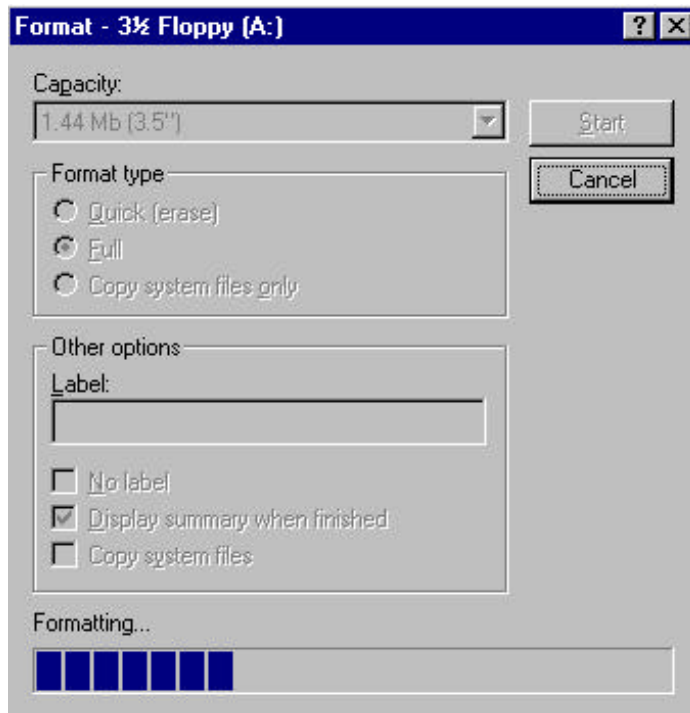 Format - 3½ Floppy (A:)
Capacity:
1.44 Mb (3.5")
Start
Format type
Cancel
Quick (erase)
Full
Copy system files only
Other options
Label:
No label
Display summary when finished
Copy system files
Formatting...